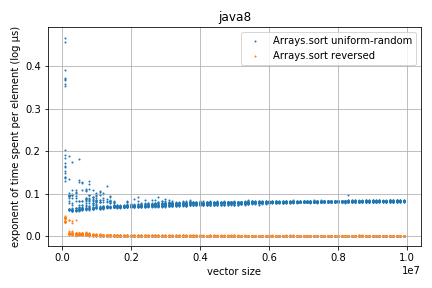 java8
Arrays.sort uniform-random
Arrays.sort reversed
exponent of time spent per element (log µs)
0.4
0.3
0.2
0.1
0.0
0.0 0.2 0.4 0.6 0.8 1.0
1e7
vector size